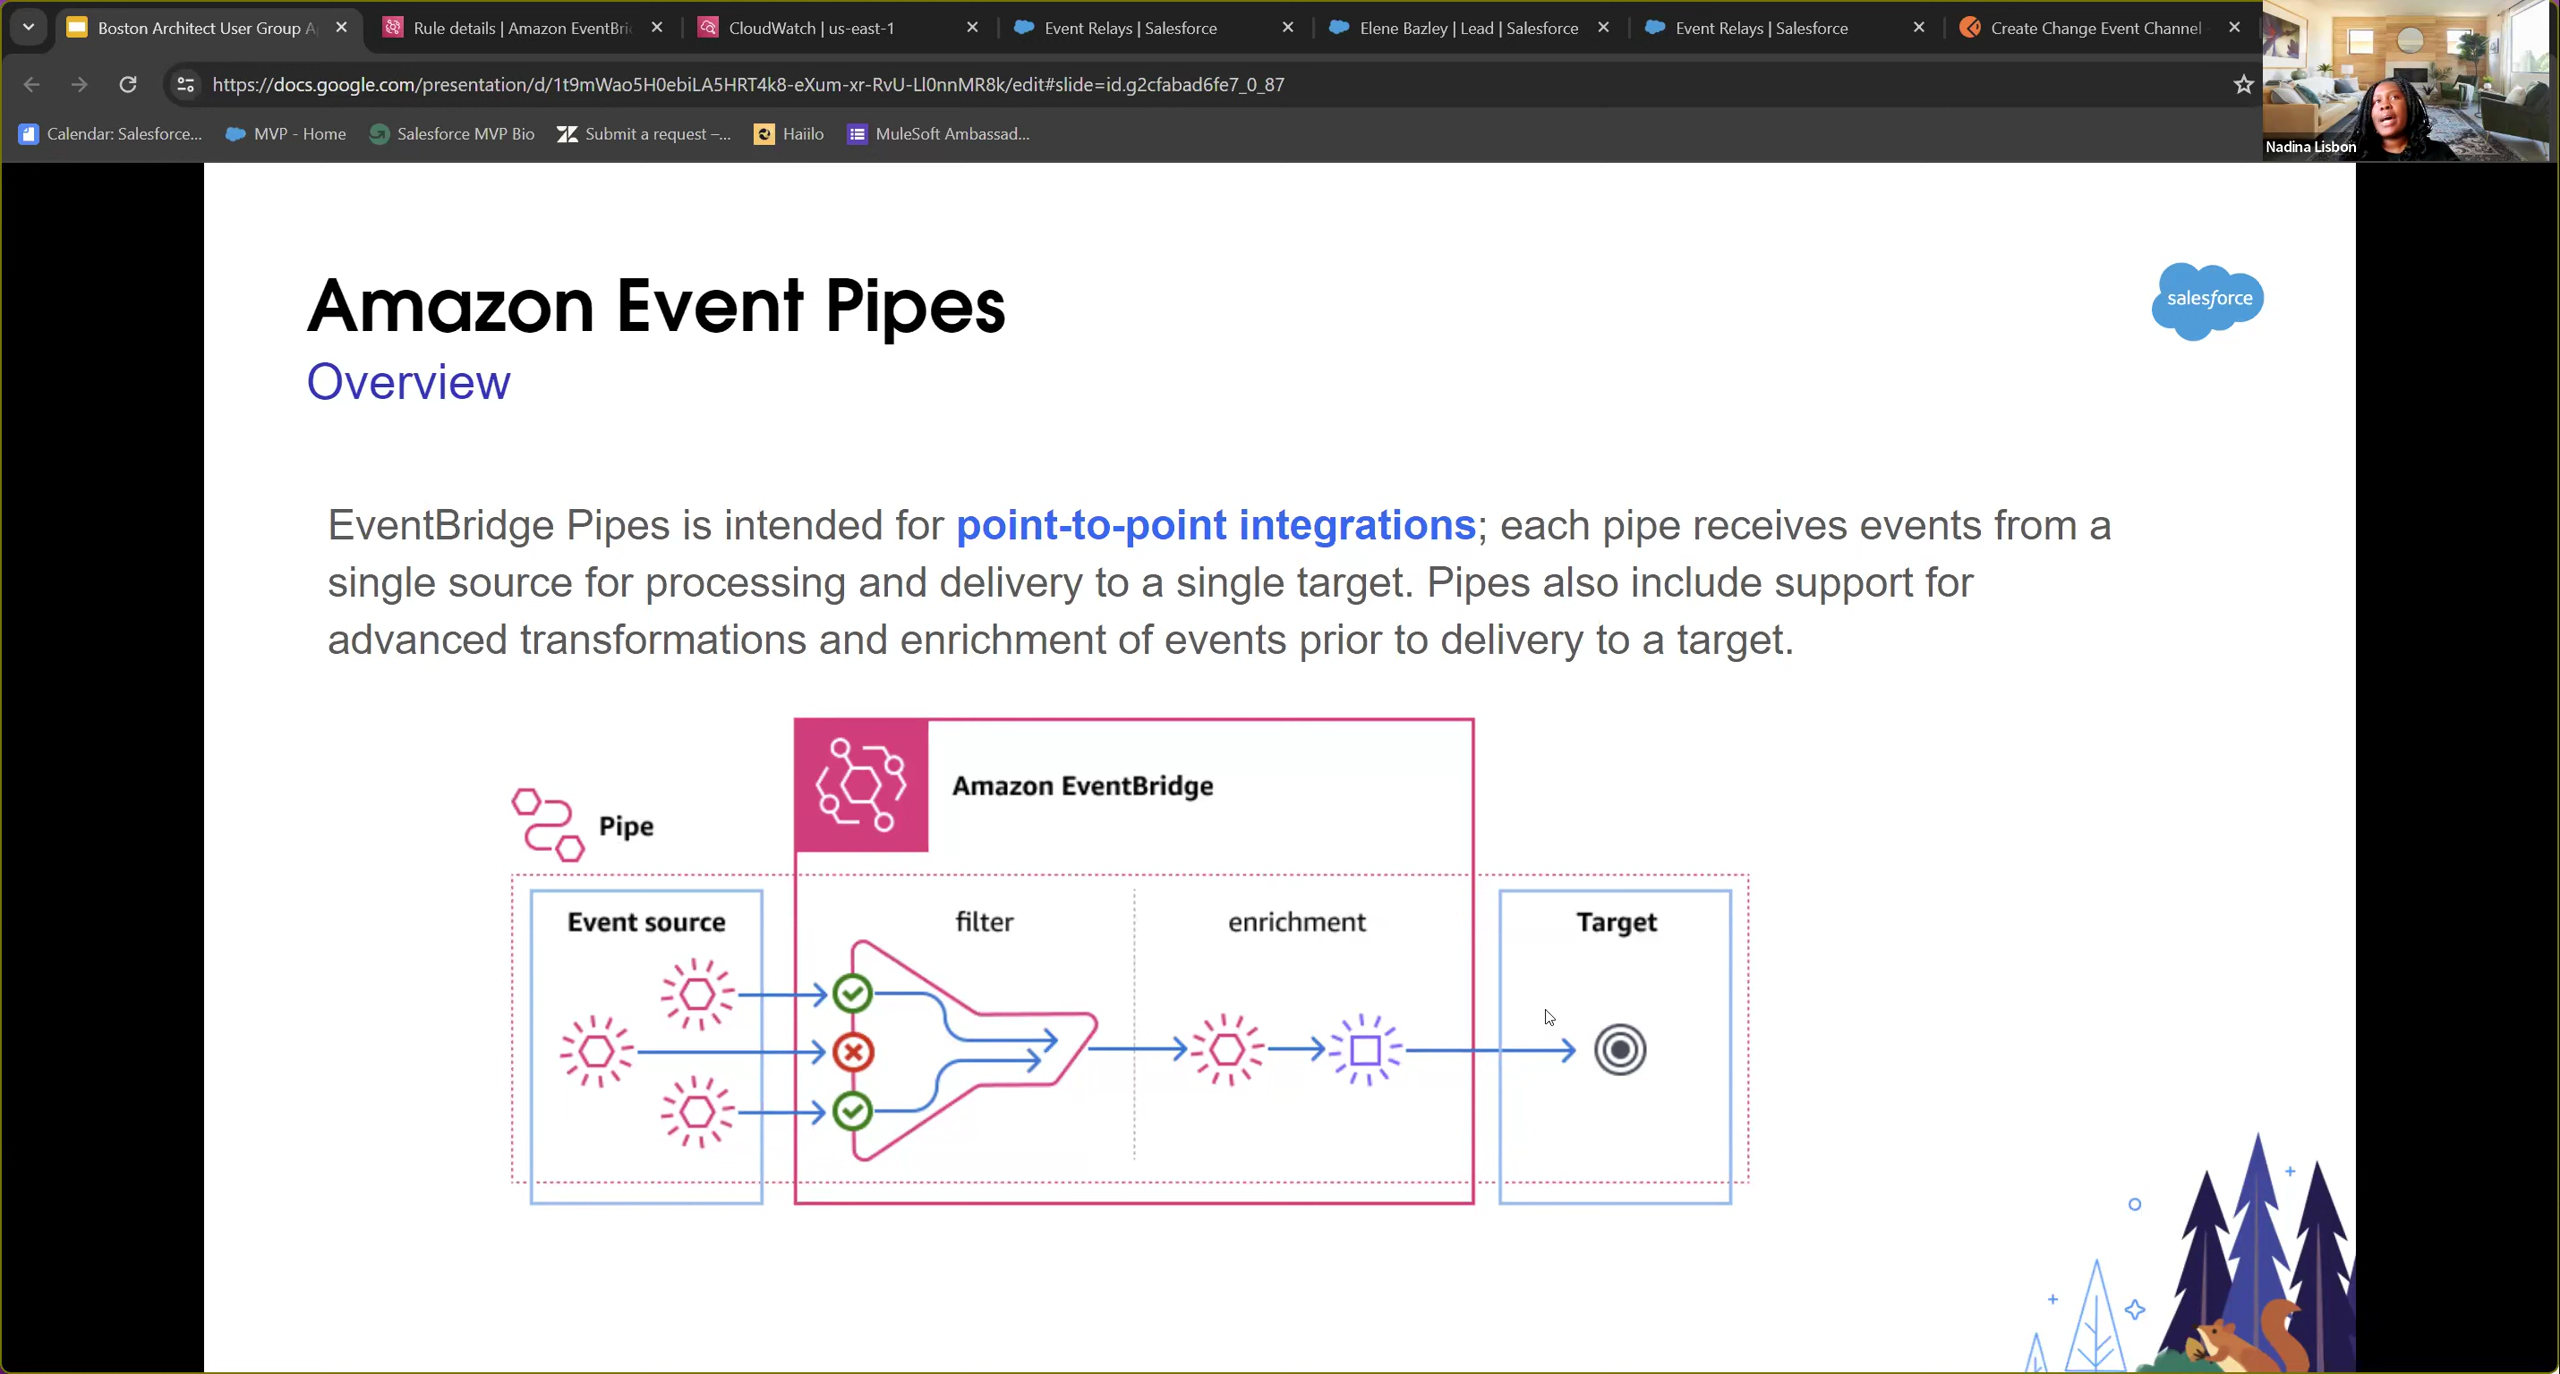 Boston Architect User Group A
Rule details | Amazon EventBri
CloudWatch | us-east-1
Event Relays | Salesforce
Elene Bazley | Lead | Salesforce
Event Relays | Salesforce
Create Change Event Channel
https://docs.google.com/presentation/d/1t9mWao5H0ebiLA5HRT4k8-eXum-xr-RvU-Ll0nnMR8k/edit#slide=id.g2cfabad6fe7_0_87
Calendar: Salesforce...
MVP - Home
Salesforce MVP Bio
Submit a request –...
Haiilo
MuleSoft Ambassad...
Nadina Lisbon
Amazon Event Pipes
salesforce
Overview
EventBridge Pipes is intended for point-to-point integrations; each pipe receives events from a
single source for processing and delivery to a single target. Pipes also include support for
advanced transformations and enrichment of events prior to delivery to a target.
Amazon EventBridge
Pipe
Event source
filter
enrichment
Target